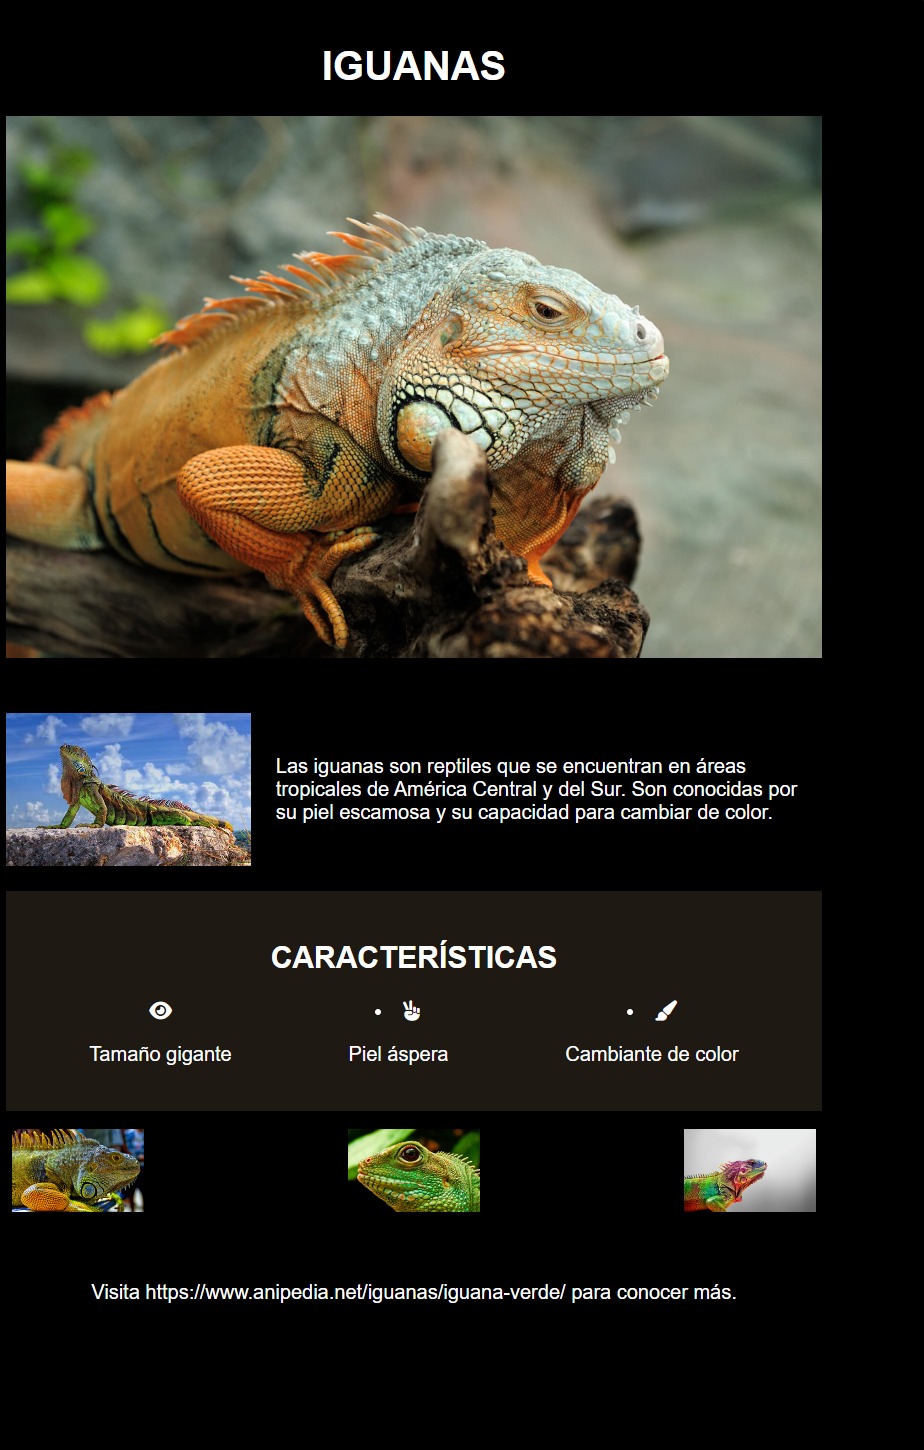 IGUANAS
Las iguanas son reptiles que se encuentran en áreas
tropicales de América Central y del Sur. Son conocidas por
su piel escamosa y su capacidad para cambiar de color.
CARACTERÍSTICAS
Tamaño gigante
Piel áspera
Cambiante de color
Visita https://www.anipedia.net/iguanas/iguana-verde/ para conocer más.